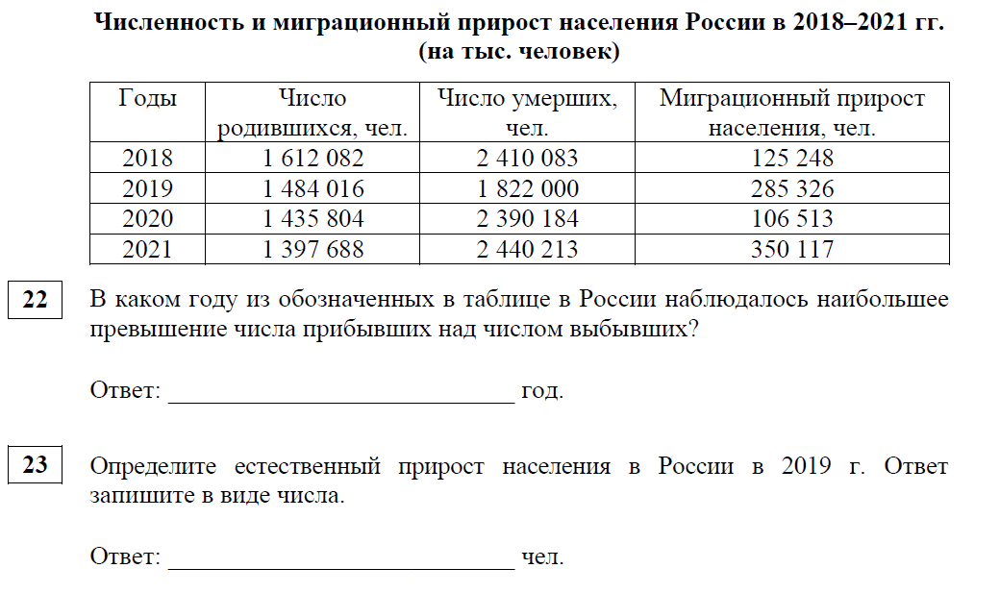 Численность и миграционный прирост населения России в 2018–2021 гг.
(на тыс. человек)
Годы Число родившихся, чел. Число умерших, чел. Миграционный прирост населения, чел.
2018 1 612 082 2 410 083 125 248
2019 1 484 016 1 822 000 285 326
2020 1 435 804 2 390 184 106 513
2021 1 397 688 2 440 213 350 117
22 В каком году из обозначенных в таблице в России наблюдалось наибольшее
превышение числа прибывших над числом выбывших?
Ответ: __________________________ год.
23 Определите естественный прирост населения в России в 2019 г. Ответ
запишите в виде числа.
Ответ: __________________________ чел.